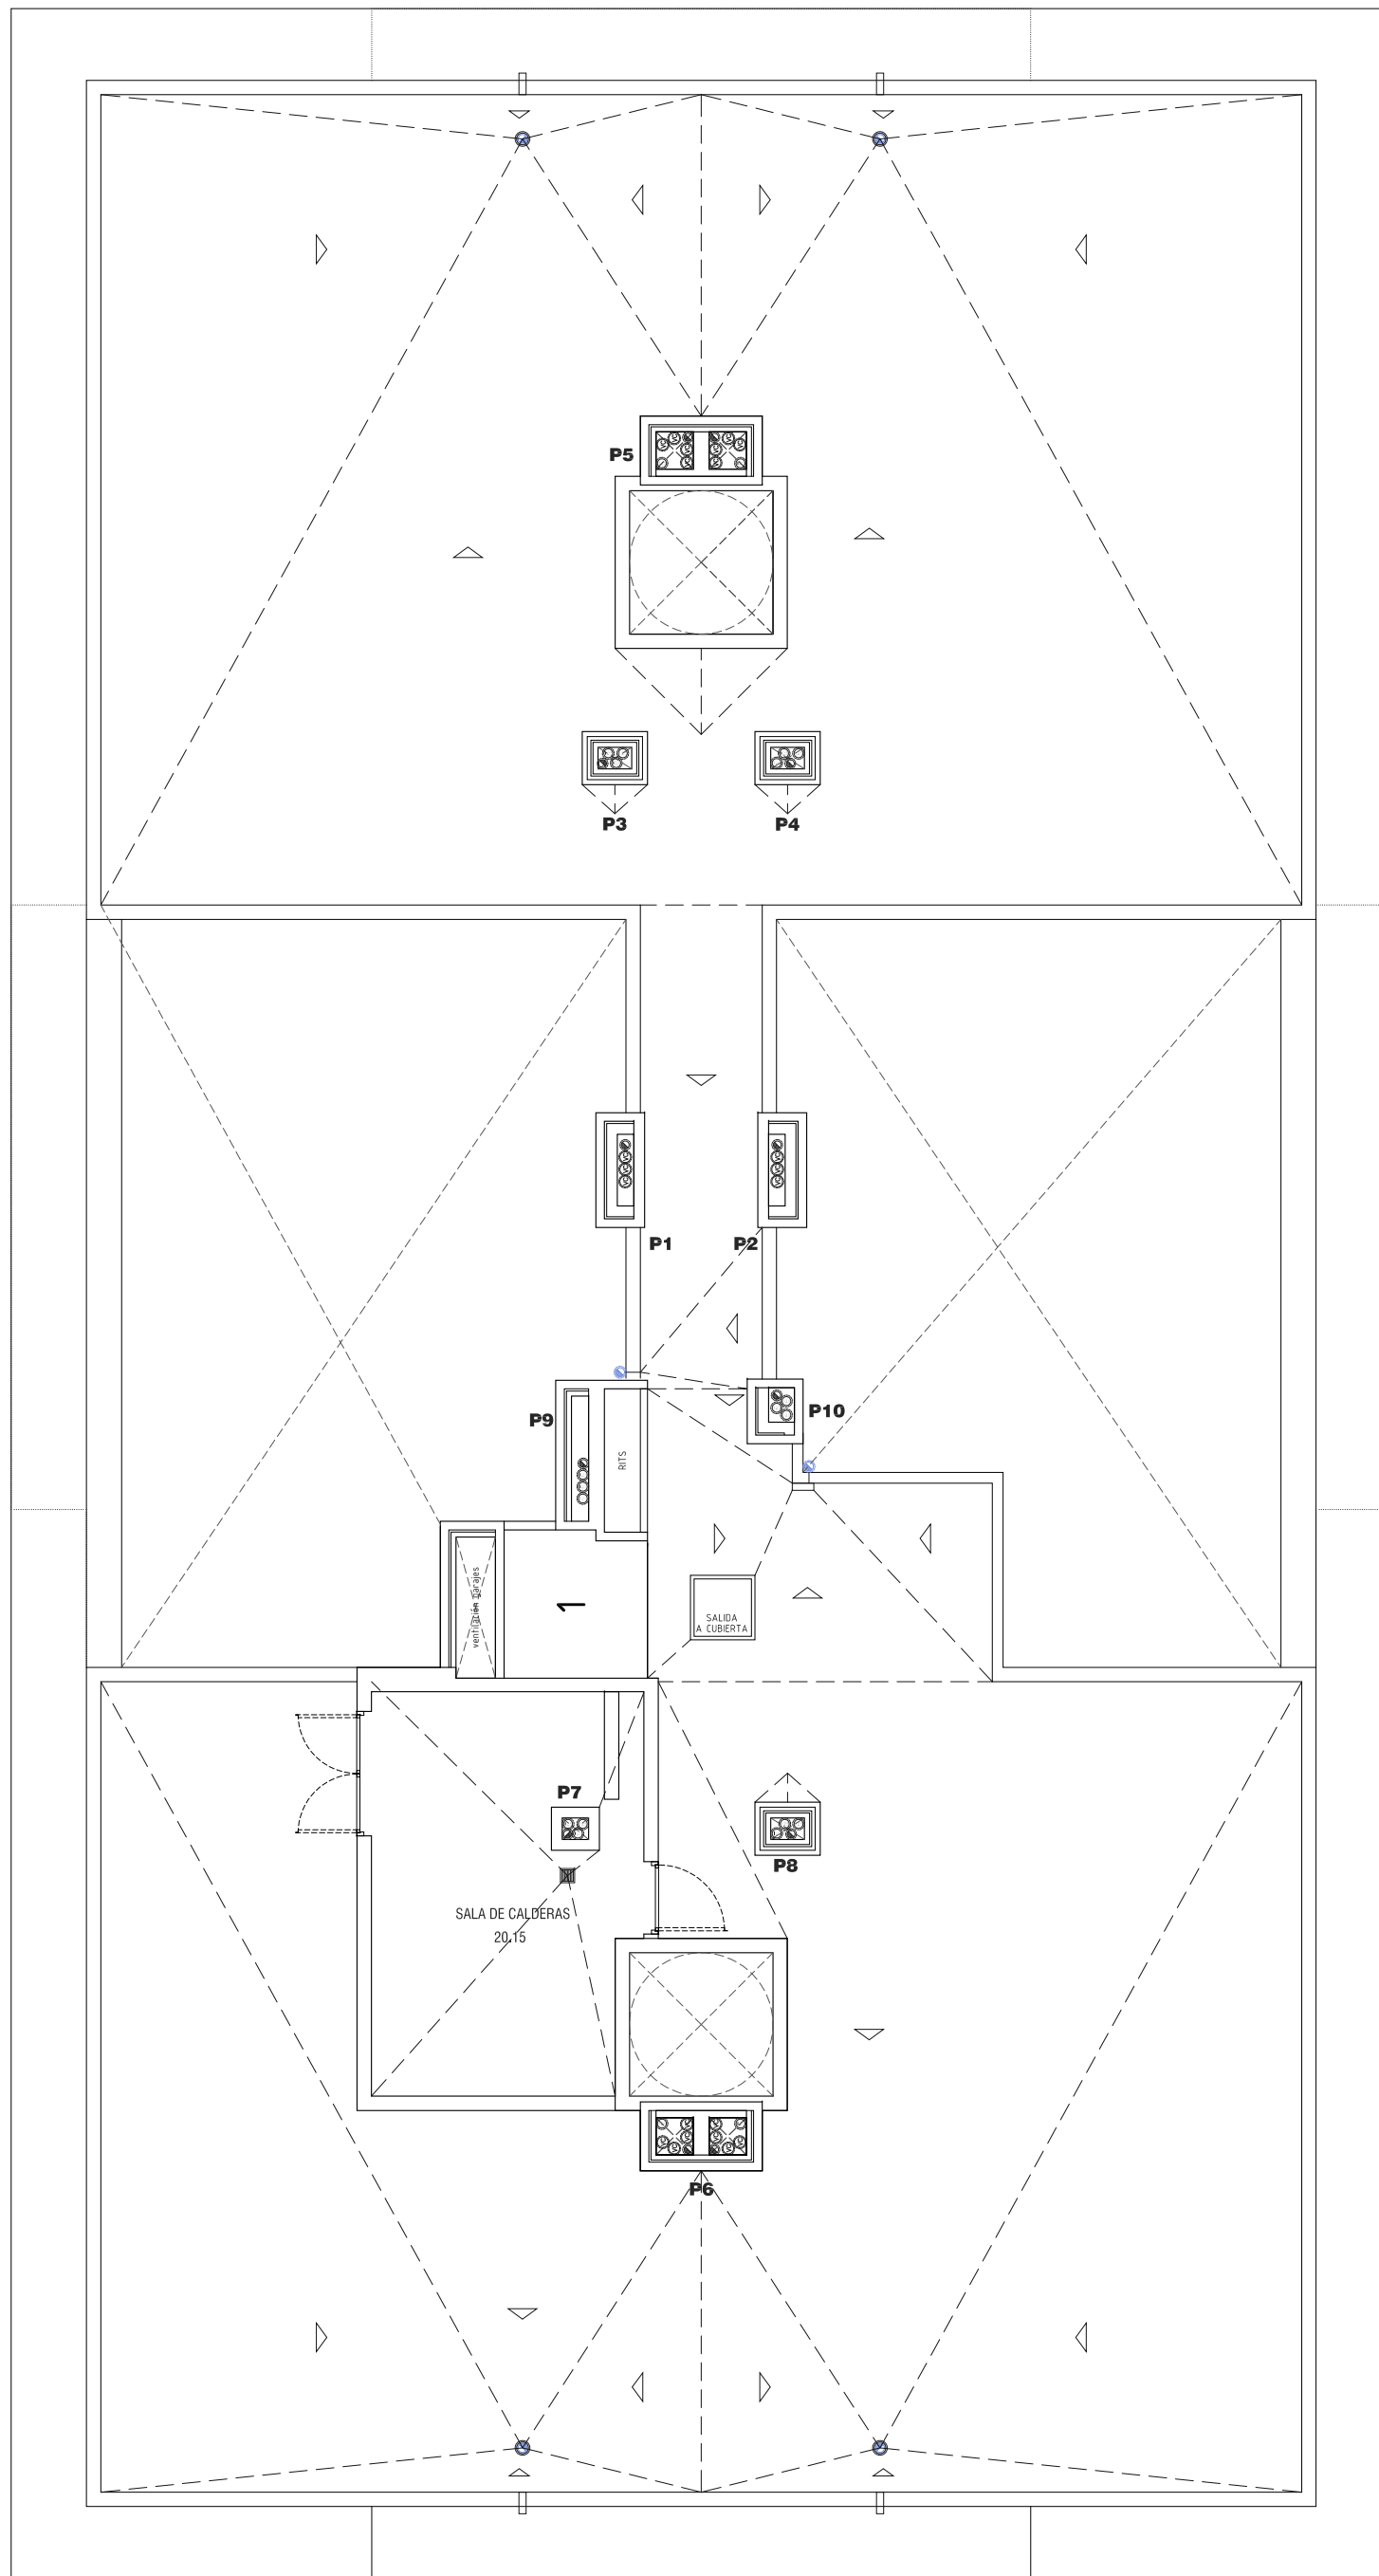 P5
P3
P4
P1
P2
P9
P10
RITS
ventilación garajes
1
SALIDA
A CUBIERTA
P7
P8
SALA DE CALDERAS
20.15
P6